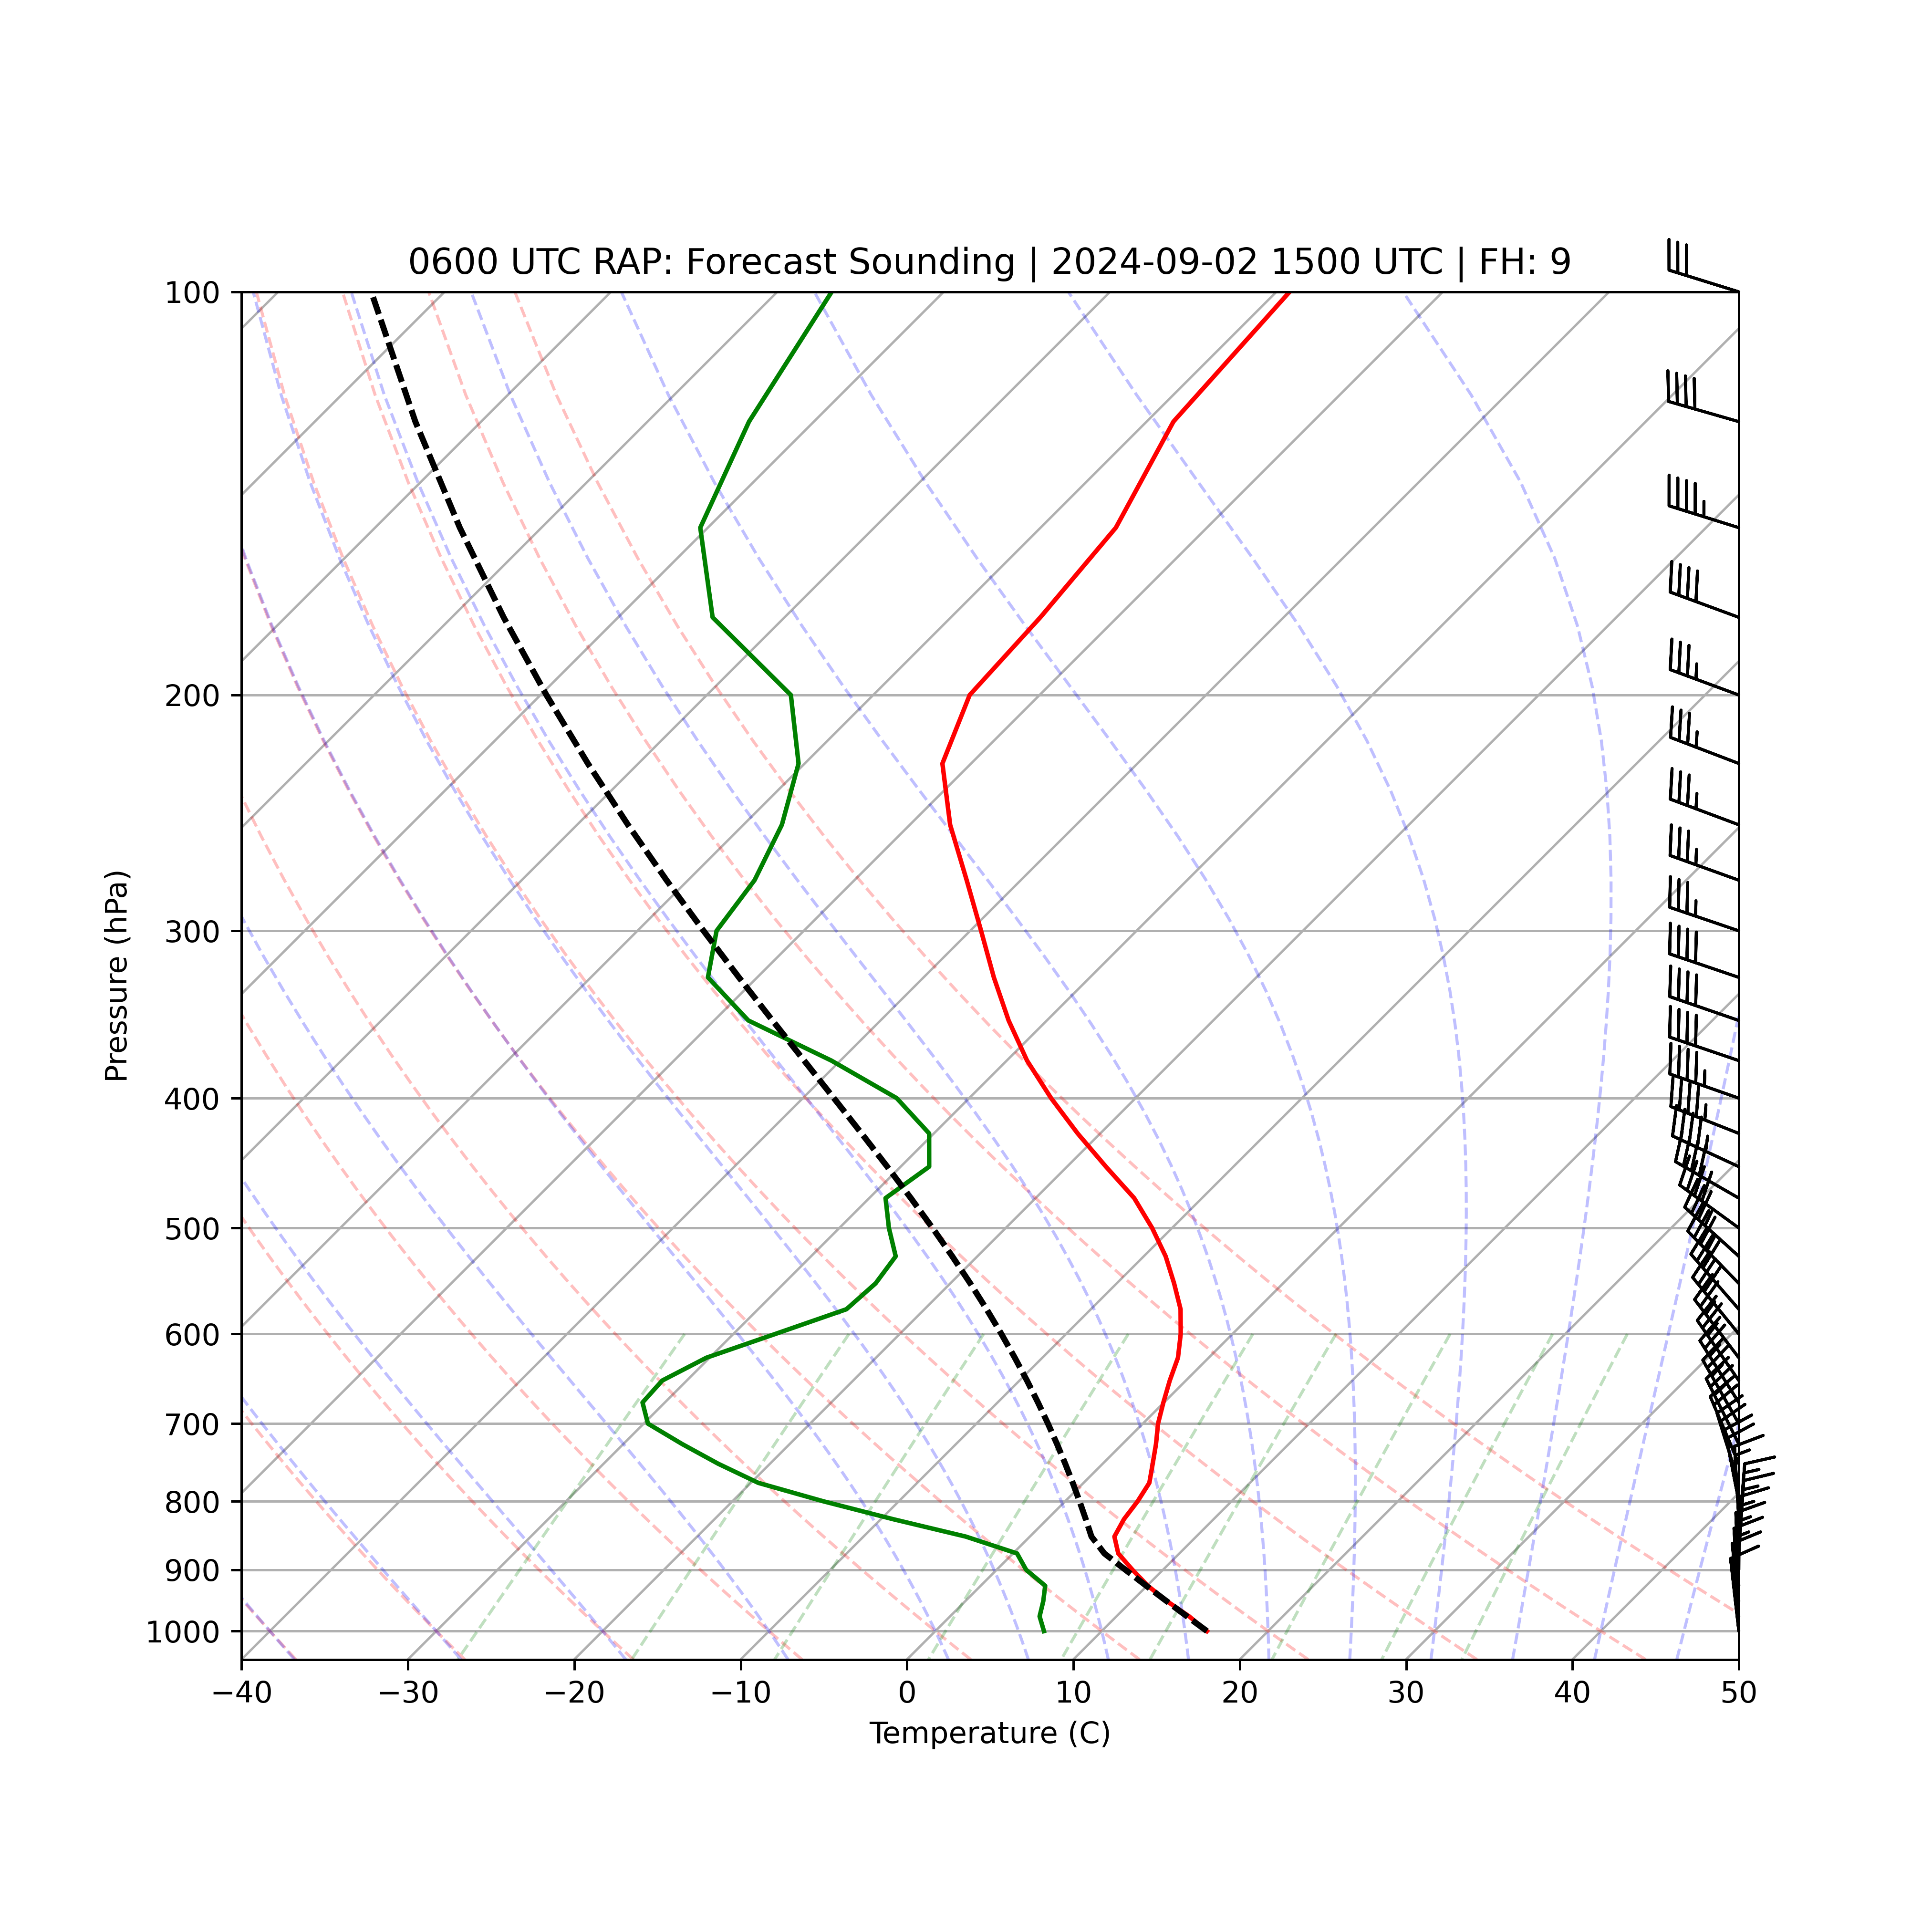 0600 UTC RAP: Forecast Sounding | 2024-09-02 1500 UTC | FH: 9
100
200
300
400
500
600
700
800
900
1000
Pressure (hPa)
−40 −30 −20 −10 0 10 20 30 40 50
Temperature (C)